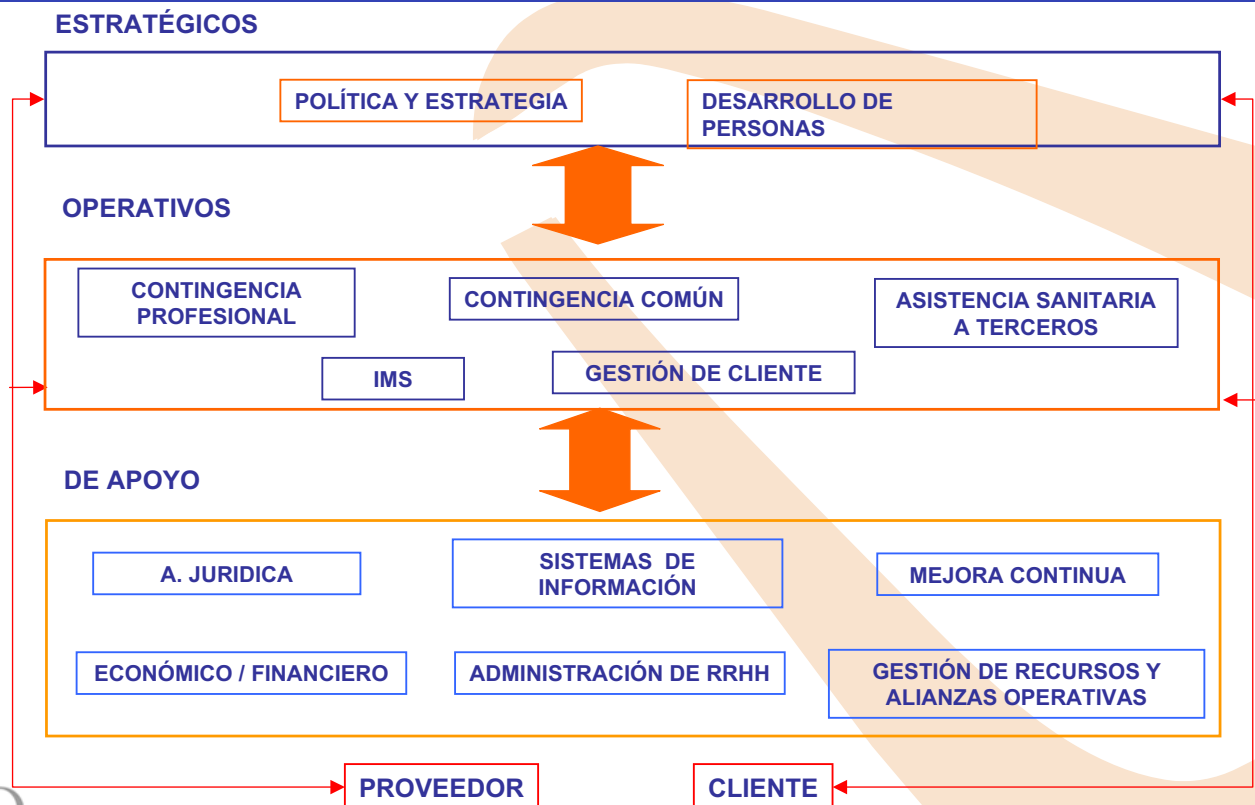 ESTRATÉGICOS
POLÍTICA Y ESTRATEGIA
DESARROLLO DE
PERSONAS
OPERATIVOS
CONTINGENCIA
PROFESIONAL
CONTINGENCIA COMÚN
ASISTENCIA SANITARIA
A TERCEROS
IMS
GESTIÓN DE CLIENTE
DE APOYO
A. JURIDICA
SISTEMAS DE
INFORMACIÓN
MEJORA CONTINUA
ECONÓMICO / FINANCIERO
ADMINISTRACIÓN DE RRHH
GESTIÓN DE RECURSOS Y
ALIANZAS OPERATIVAS
PROVEEDOR
CLIENTE